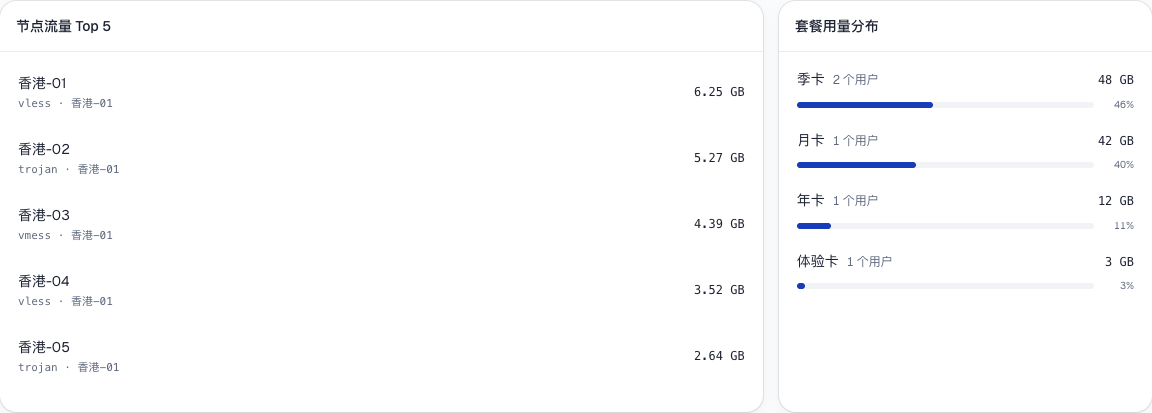 节点流量 Top 5
香港-01
vless · 香港-01
6.25 GB
香港-02
trojan · 香港-01
5.27 GB
香港-03
vmess · 香港-01
4.39 GB
香港-04
vless · 香港-01
3.52 GB
香港-05
trojan · 香港-01
2.64 GB
套餐用量分布
季卡 2 个用户 48 GB
46%
月卡 1 个用户 42 GB
40%
年卡 1 个用户 12 GB
11%
体验卡 1 个用户 3 GB
3%